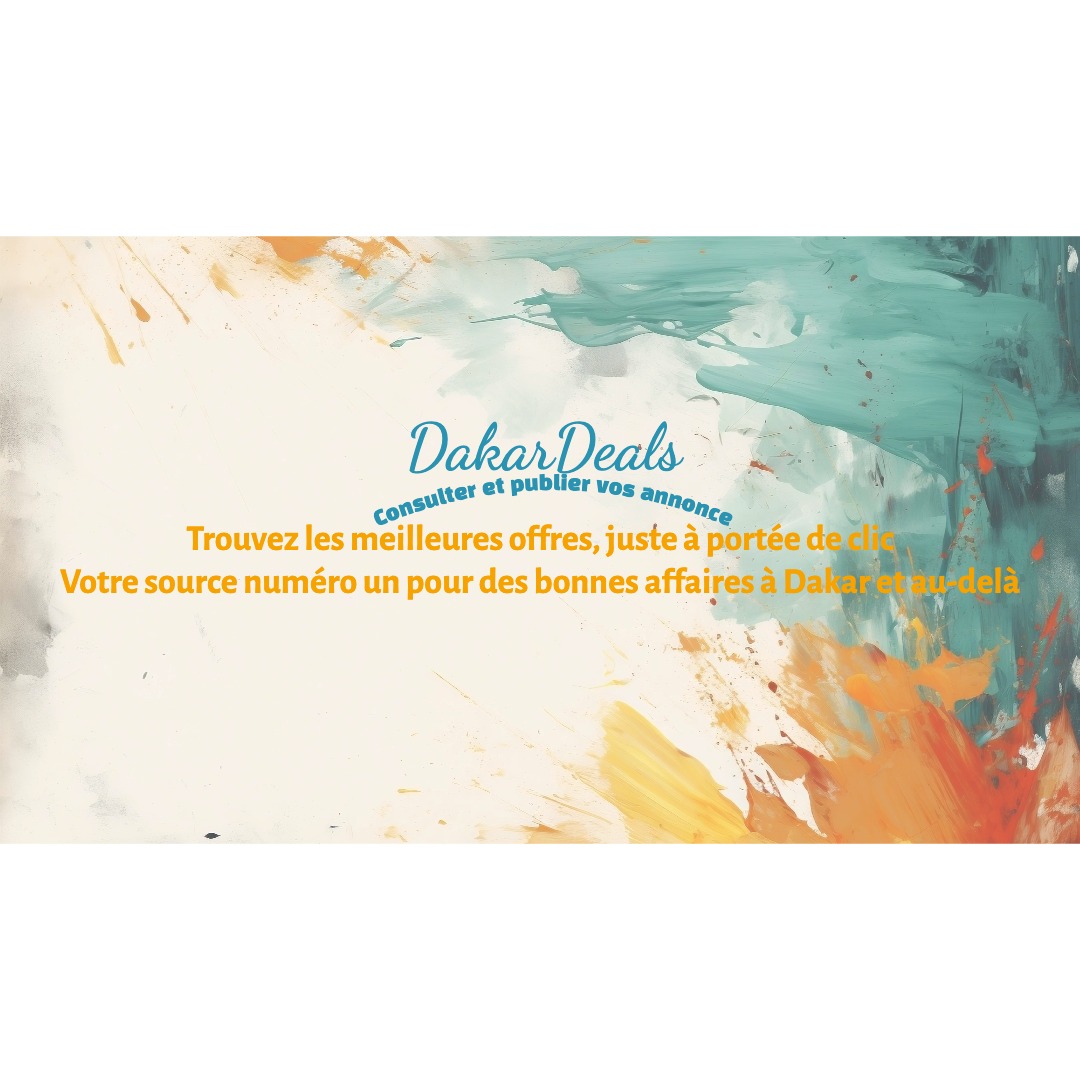 DakarDeals
Consulter et publier vos annonce
Trouvez les meilleures offres, juste à portée de clic
Votre source numéro un pour des bonnes affaires à Dakar et au-delà